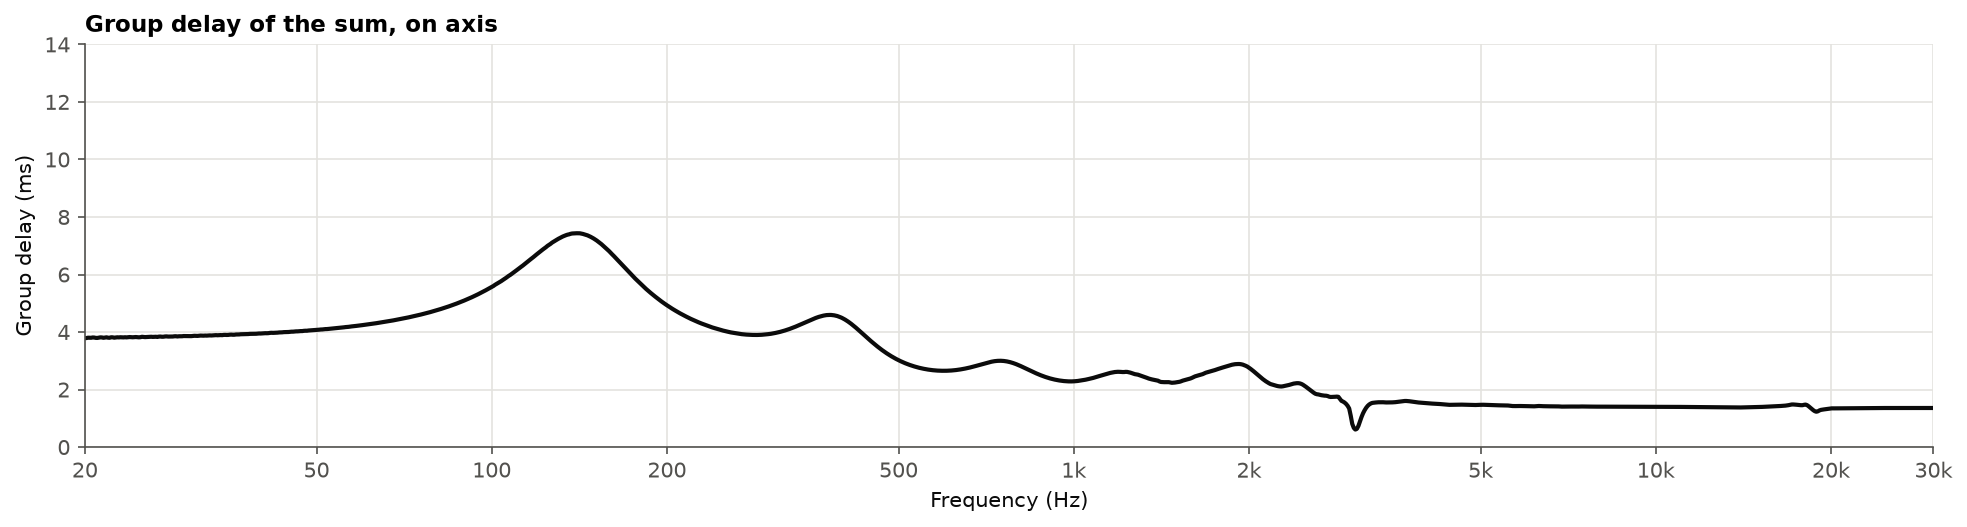 Group delay of the sum, on axis
Group delay (ms)
14
12
10
8
6
4
2
0
20 50 100 200 500 1k 2k 5k 10k 20k 30k
Frequency (Hz)